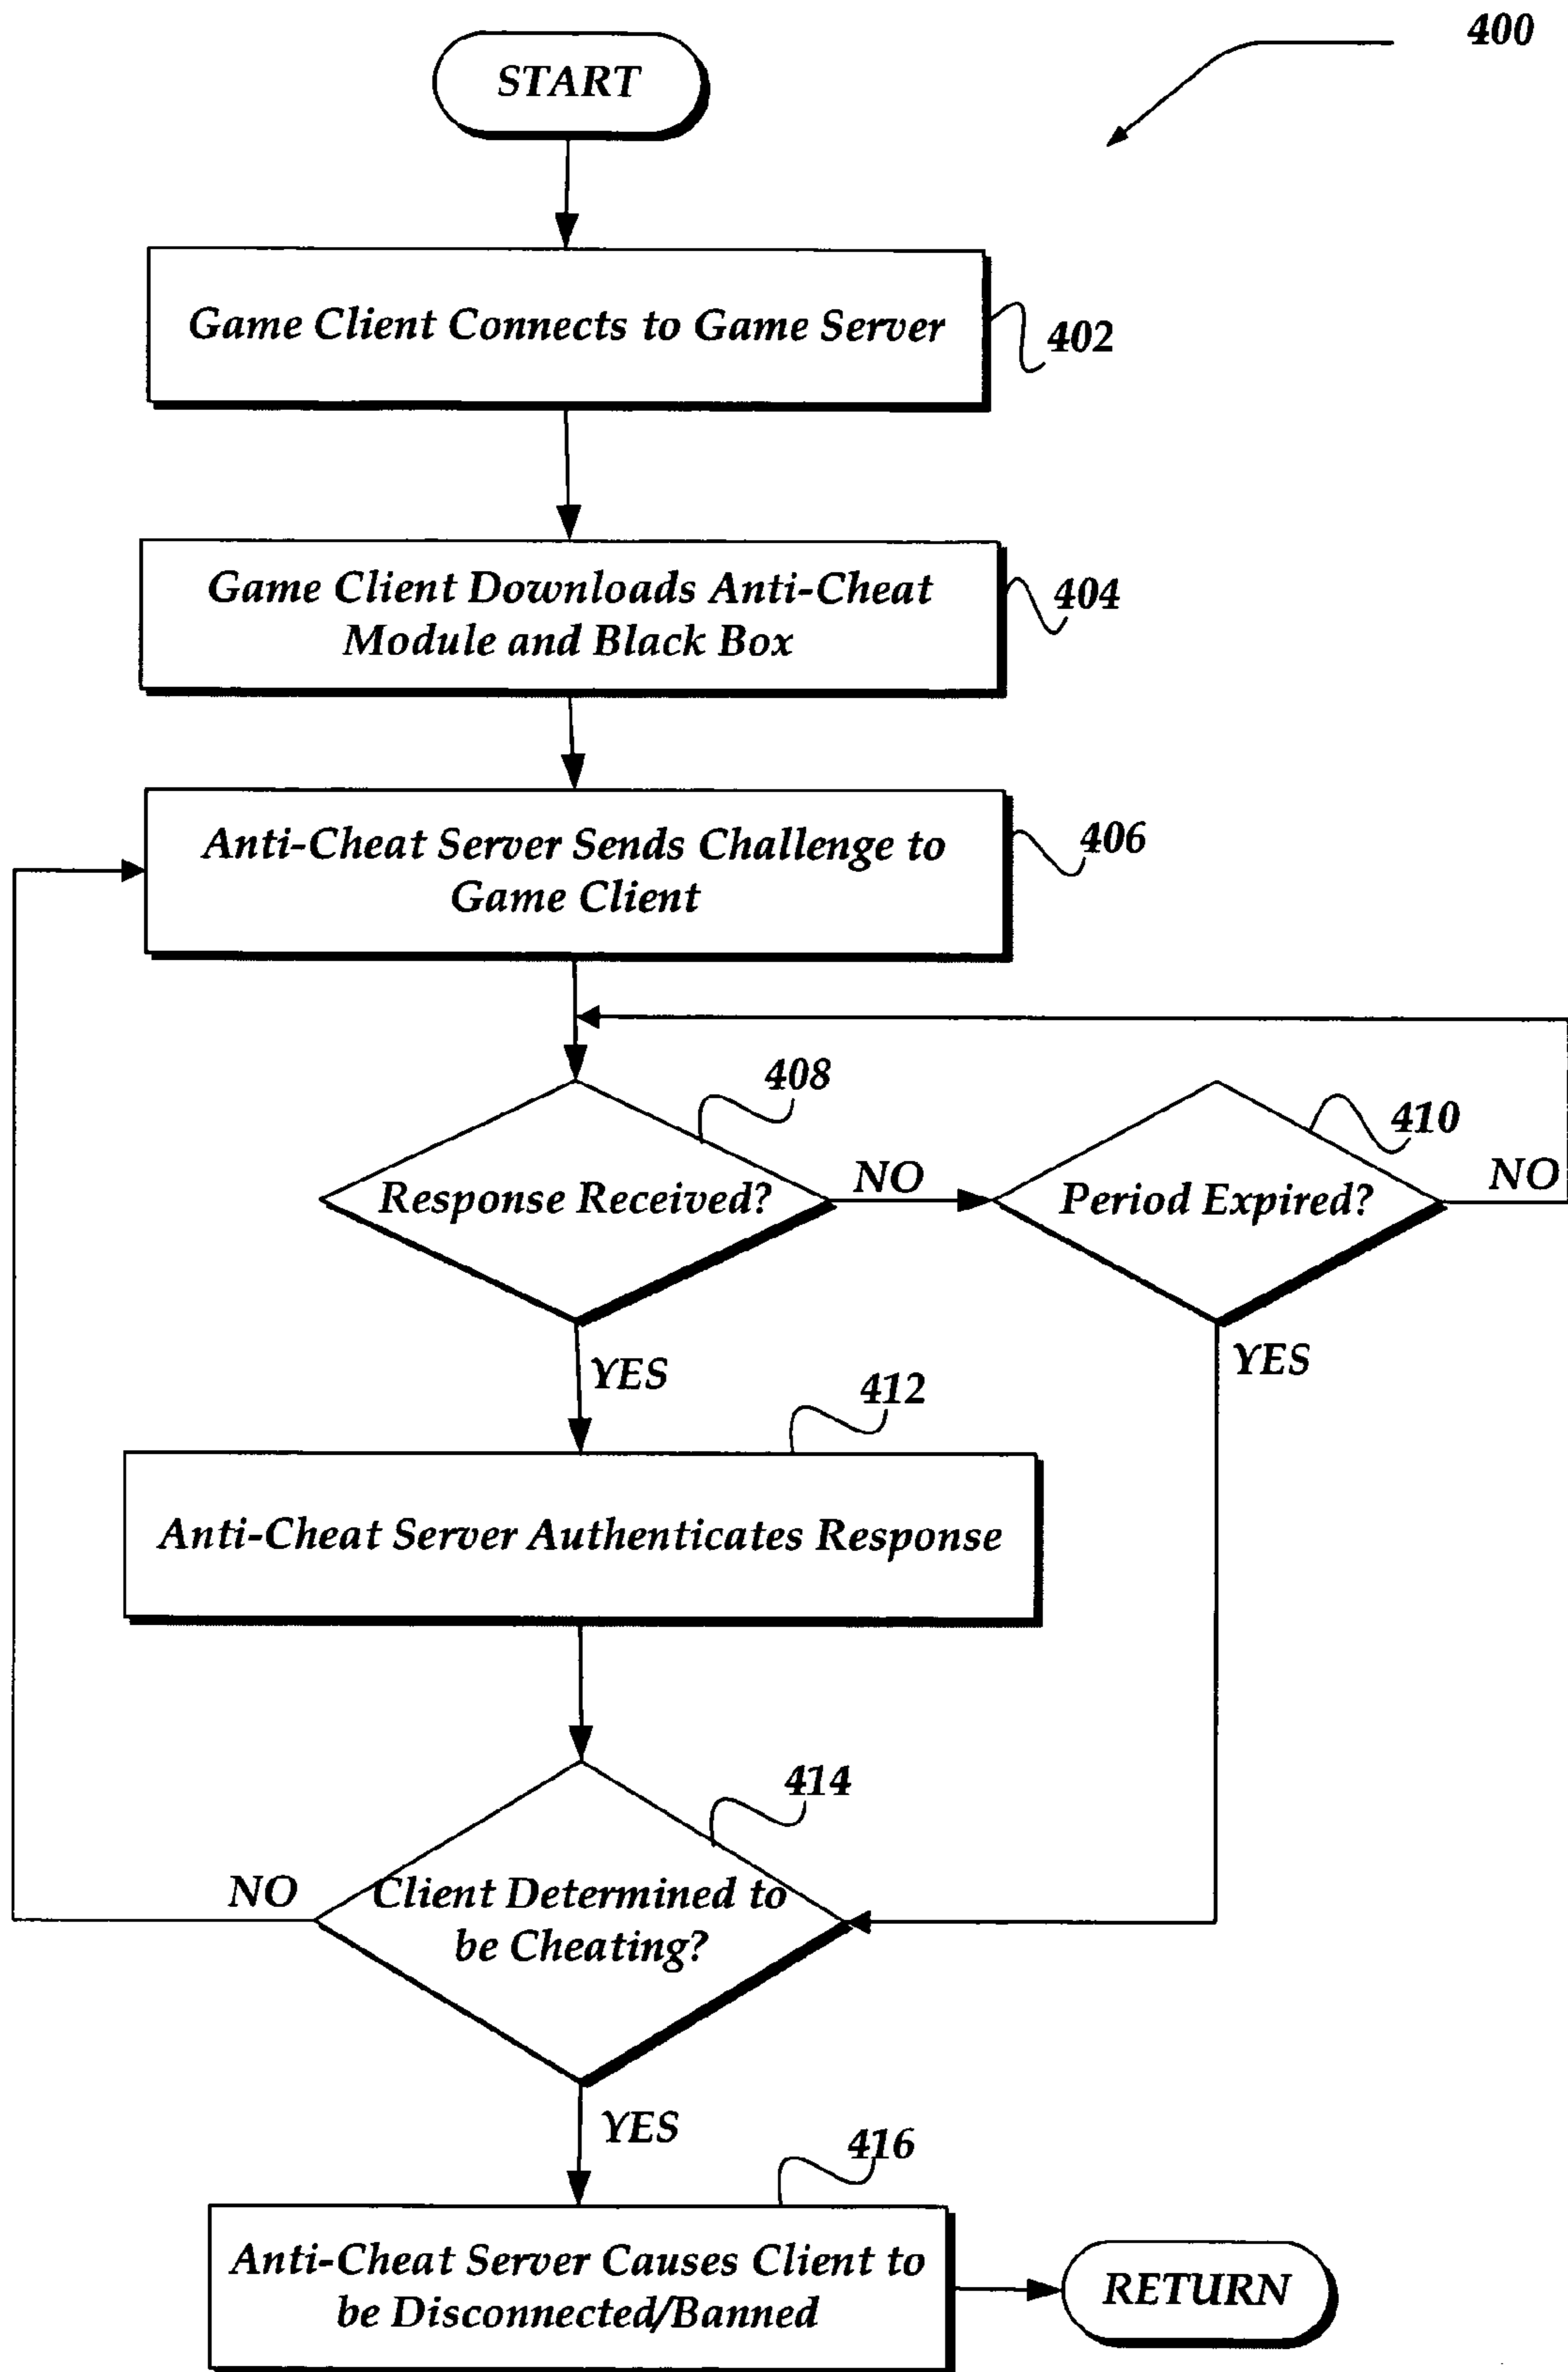 400
START
Game Client Connects to Game Server
402
Game Client Downloads Anti-Cheat
Module and Black Box
404
Anti-Cheat Server Sends Challenge to
Game Client
406
408
Response Received?
NO
410
Period Expired?
NO
YES
YES
412
Anti-Cheat Server Authenticates Response
414
Client Determined to
be Cheating?
NO
YES
416
Anti-Cheat Server Causes Client to
be Disconnected/Banned
RETURN